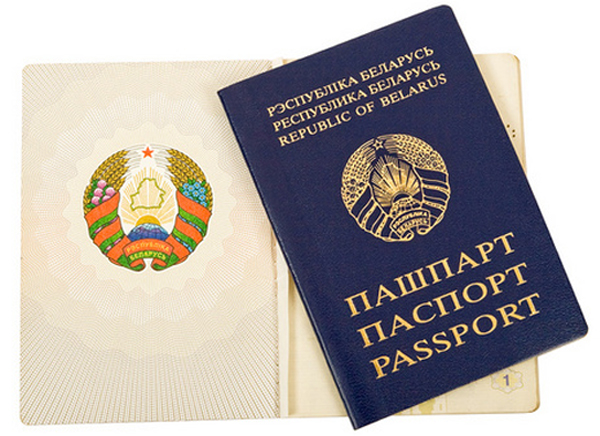 РЭСПУБЛІКА
БЕЛАРУСЬ
РЭСПУБЛІКА БЕЛАРУСЬ
РЕСПУБЛИКА БЕЛАРУСЬ
REPUBLIC OF BELARUS
ПАШПАРТ
ПАСПОРТ
PASSPORT
1